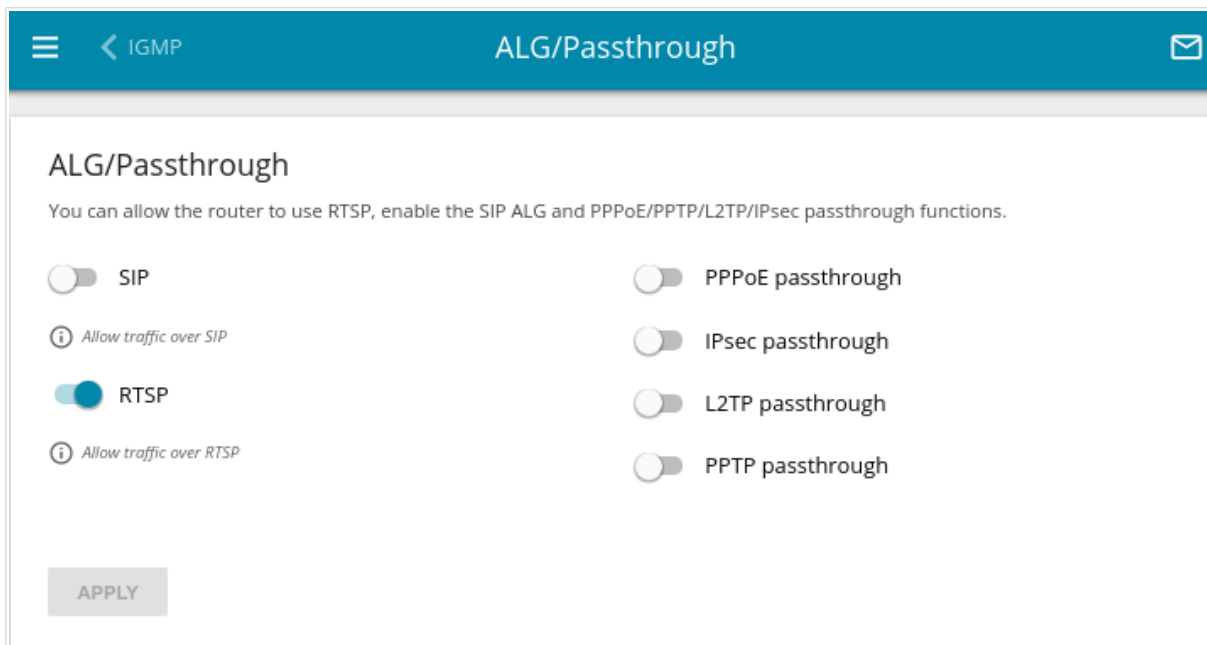 IGMP
ALG/Passthrough
ALG/Passthrough
You can allow the router to use RTSP, enable the SIP ALG and PPPoE/PPTP/L2TP/IPsec passthrough functions.
SIP
Allow traffic over SIP
RTSP
Allow traffic over RTSP
PPPoE passthrough
IPsec passthrough
L2TP passthrough
PPTP passthrough
APPLY